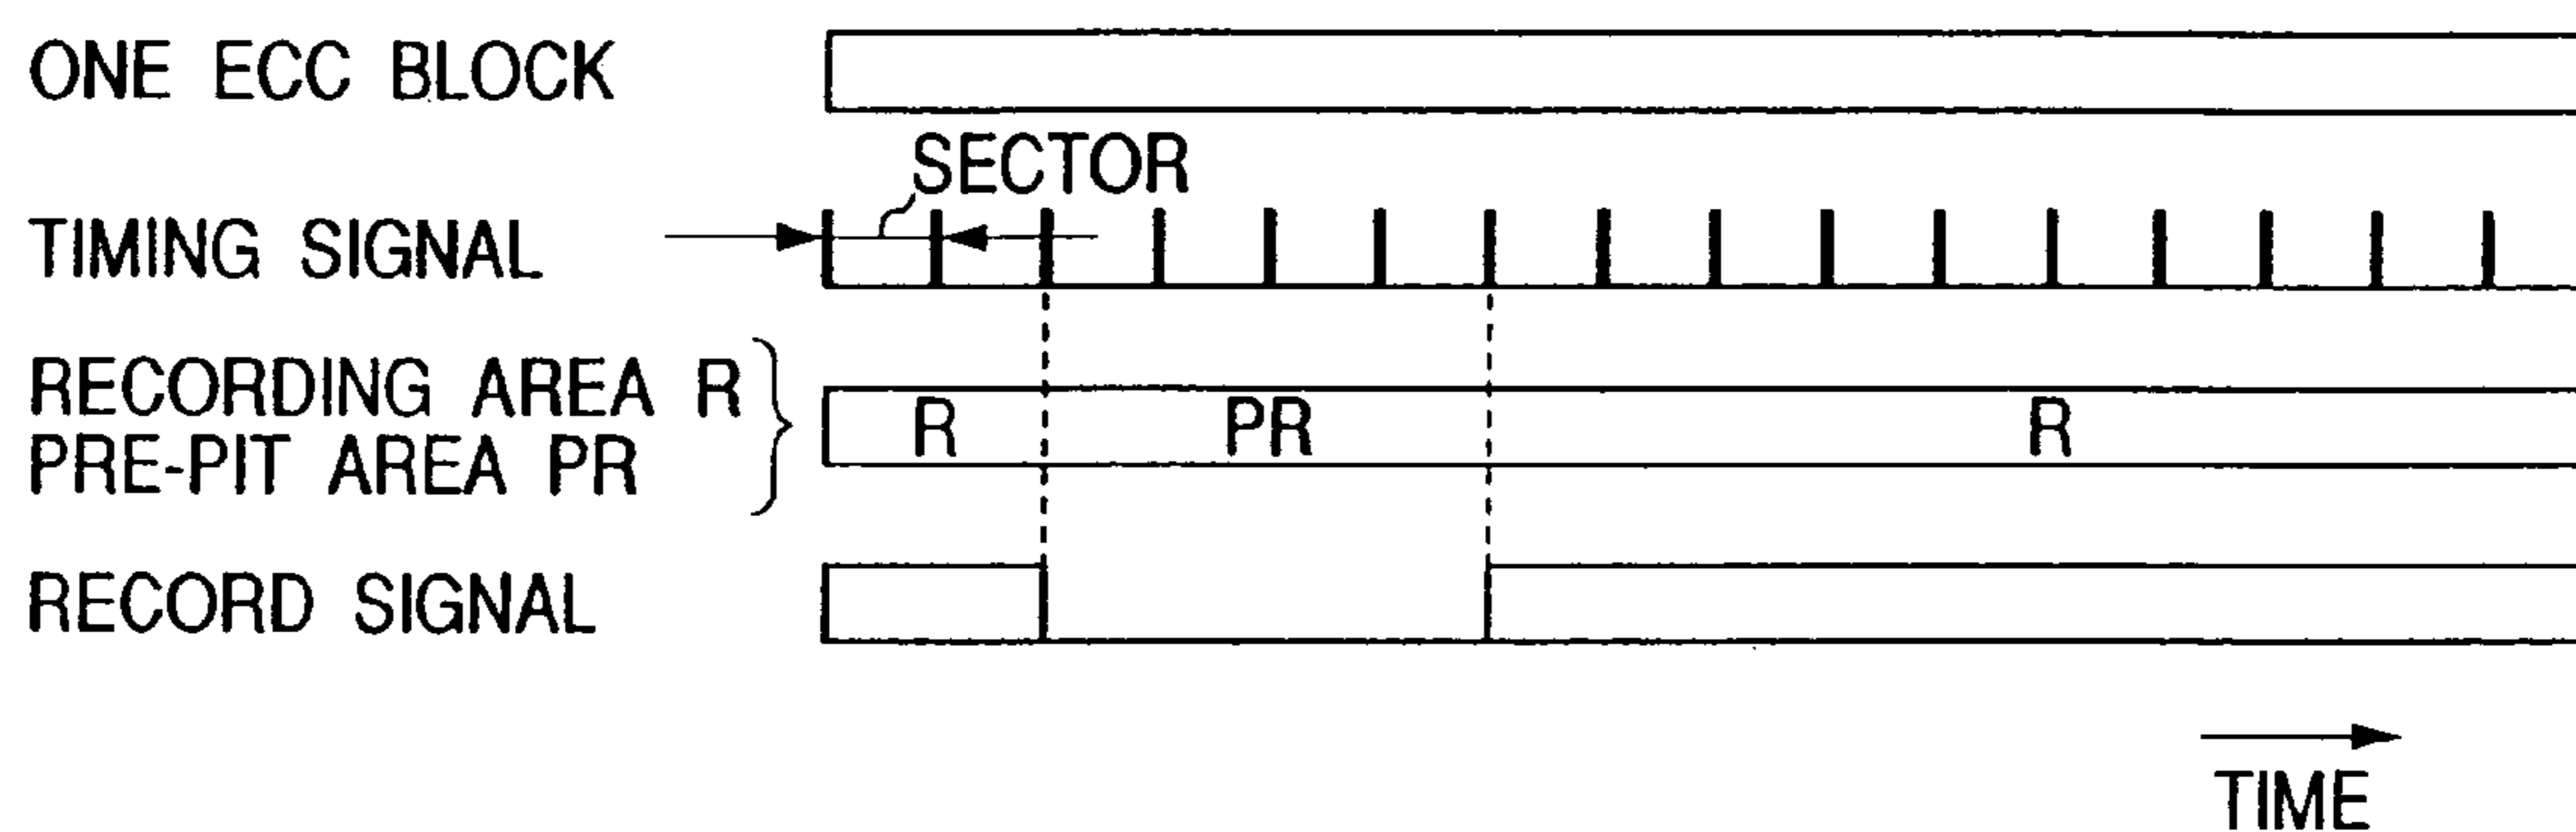 ONE ECC BLOCK
SECTOR
TIMING SIGNAL
RECORDING AREA R
PRE-PIT AREA PR
R
PR
R
RECORD SIGNAL
TIME